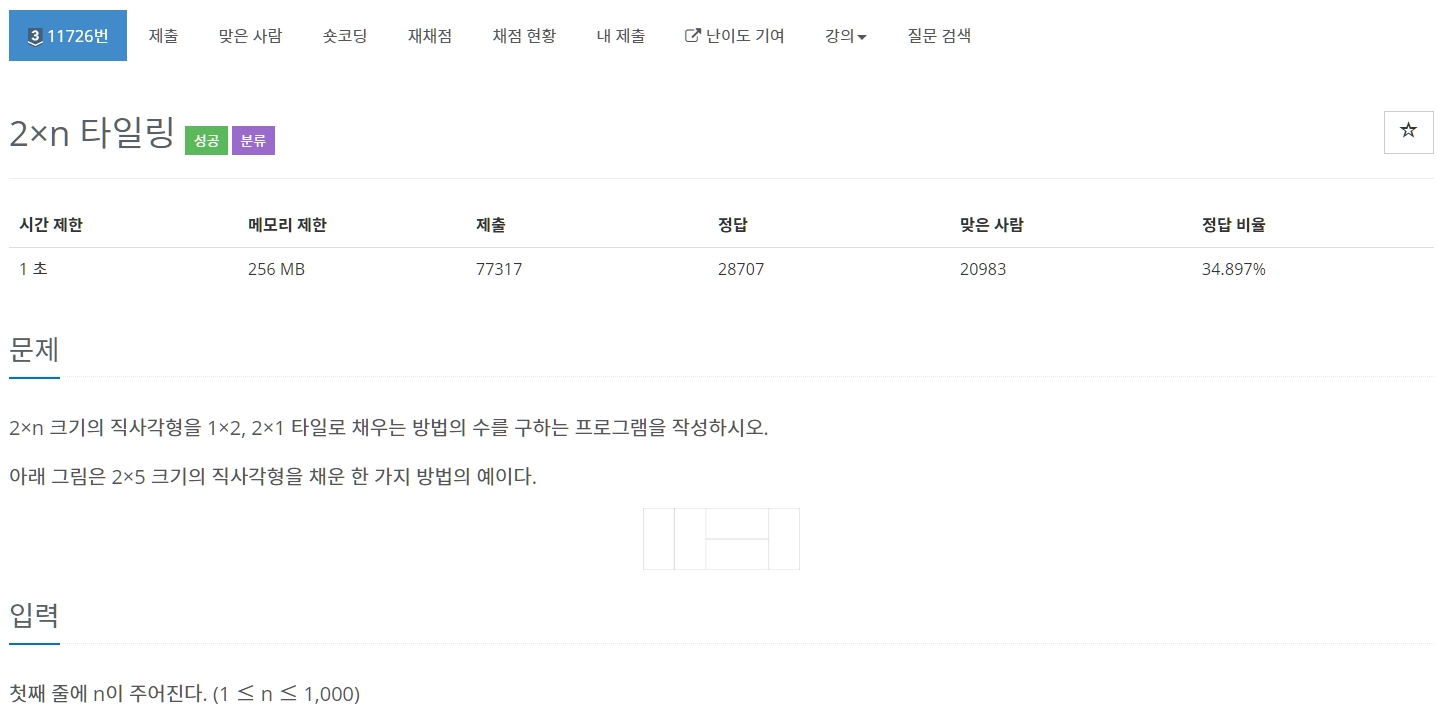 3 11726번 제출 맞은 사람 숏코딩 재채점 채점 현황 내 제출 난이도 기여 강의 질문 검색
2×n 타일링 성공 분류
시간 제한 메모리 제한 제출 정답 맞은 사람 정답 비율
1 초 256 MB 77317 28707 20983 34.897%
문제
2×n 크기의 직사각형을 1×2, 2×1 타일로 채우는 방법의 수를 구하는 프로그램을 작성하시오.
아래 그림은 2×5 크기의 직사각형을 채운 한 가지 방법의 예이다.
입력
첫째 줄에 n이 주어진다. (1 ≤ n ≤ 1,000)